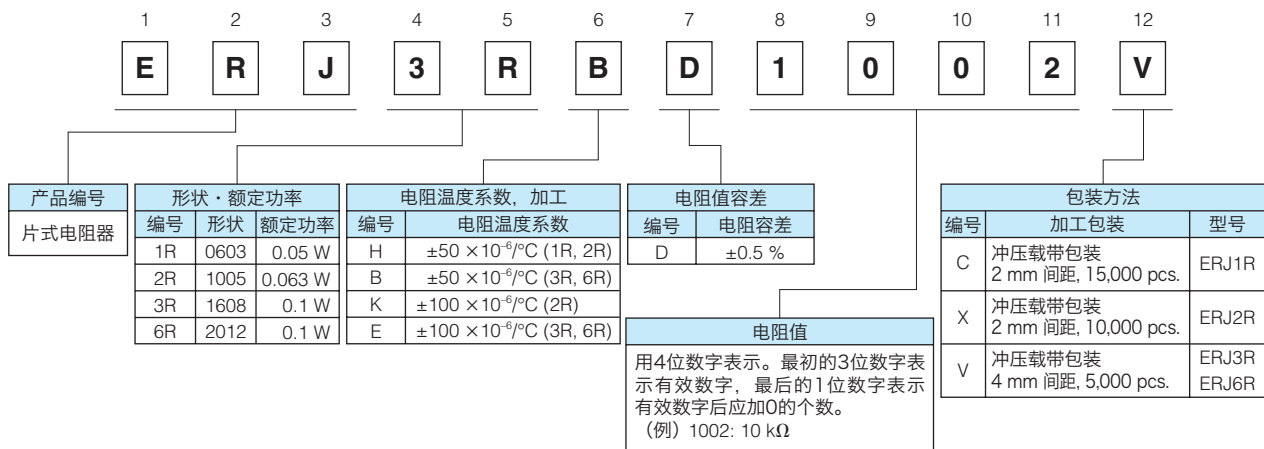 1 2 3 4 5 6 7 8 9 10 11 12
E R J 3 R B D 1 0 0 2 V
产品编号
片式电阻器
形状・额定功率
编号 形状 额定功率
1R 0603 0.05 W
2R 1005 0.063 W
3R 1608 0.1 W
6R 2012 0.1 W
电阻温度系数，加工
编号 电阻温度系数
H ±50 ×10⁻⁶/°C (1R, 2R)
B ±50 ×10⁻⁶/°C (3R, 6R)
K ±100 ×10⁻⁶/°C (2R)
E ±100 ×10⁻⁶/°C (3R, 6R)
电阻值容差
编号 电阻容差
D ±0.5 %
电阻值
用4位数字表示。最初的3位数字表
示有效数字，最后的1位数字表示
有效数字后应加0的个数。
（例）1002: 10 kΩ
包装方法
编号 加工包装 型号
C 冲压载带包装
2 mm 间距, 15,000 pcs. ERJ1R
X 冲压载带包装
2 mm 间距, 10,000 pcs. ERJ2R
V 冲压载带包装 ERJ3R
4 mm 间距, 5,000 pcs. ERJ6R